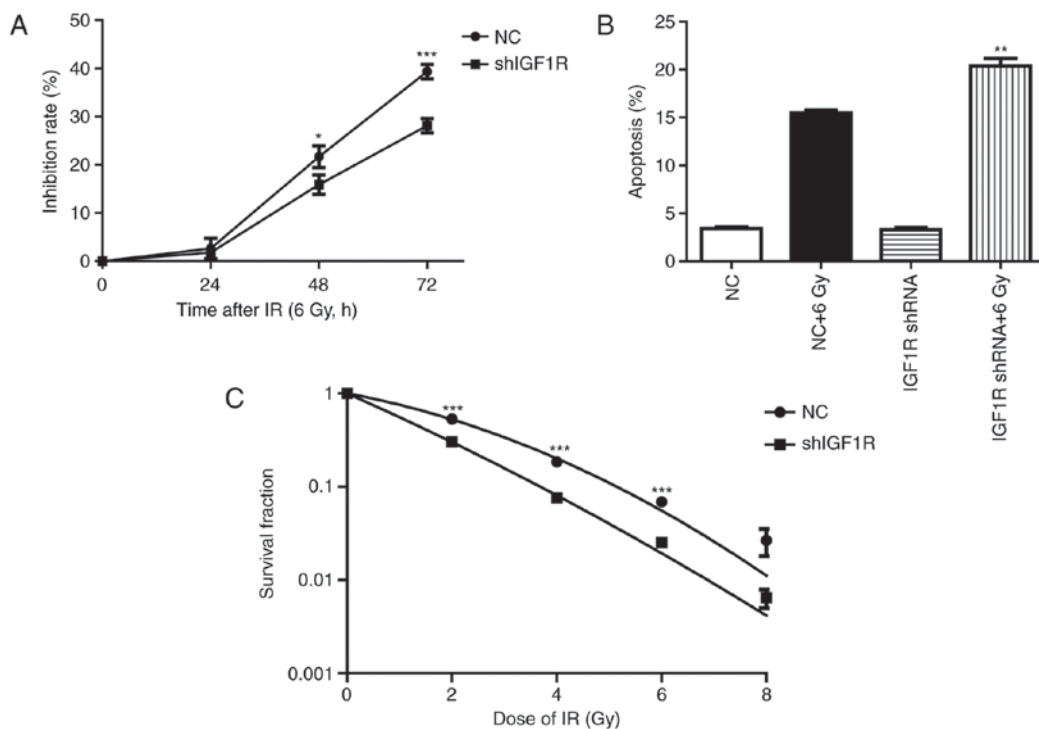 A
Inhibition rate (%)
50
40
30
20
10
0
*
***
0 24 48 72
Time after IR (6 Gy, h)
NC
shIGF1R
B
Apoptosis (%)
25
20
15
10
5
0
**
NC
NC+6 Gy
IGF1R shRNA
IGF1R shRNA+6 Gy
C
Survival fraction
1
0.1
0.01
0.001
***
***
***
0 2 4 6 8
Dose of IR (Gy)
NC
shIGF1R